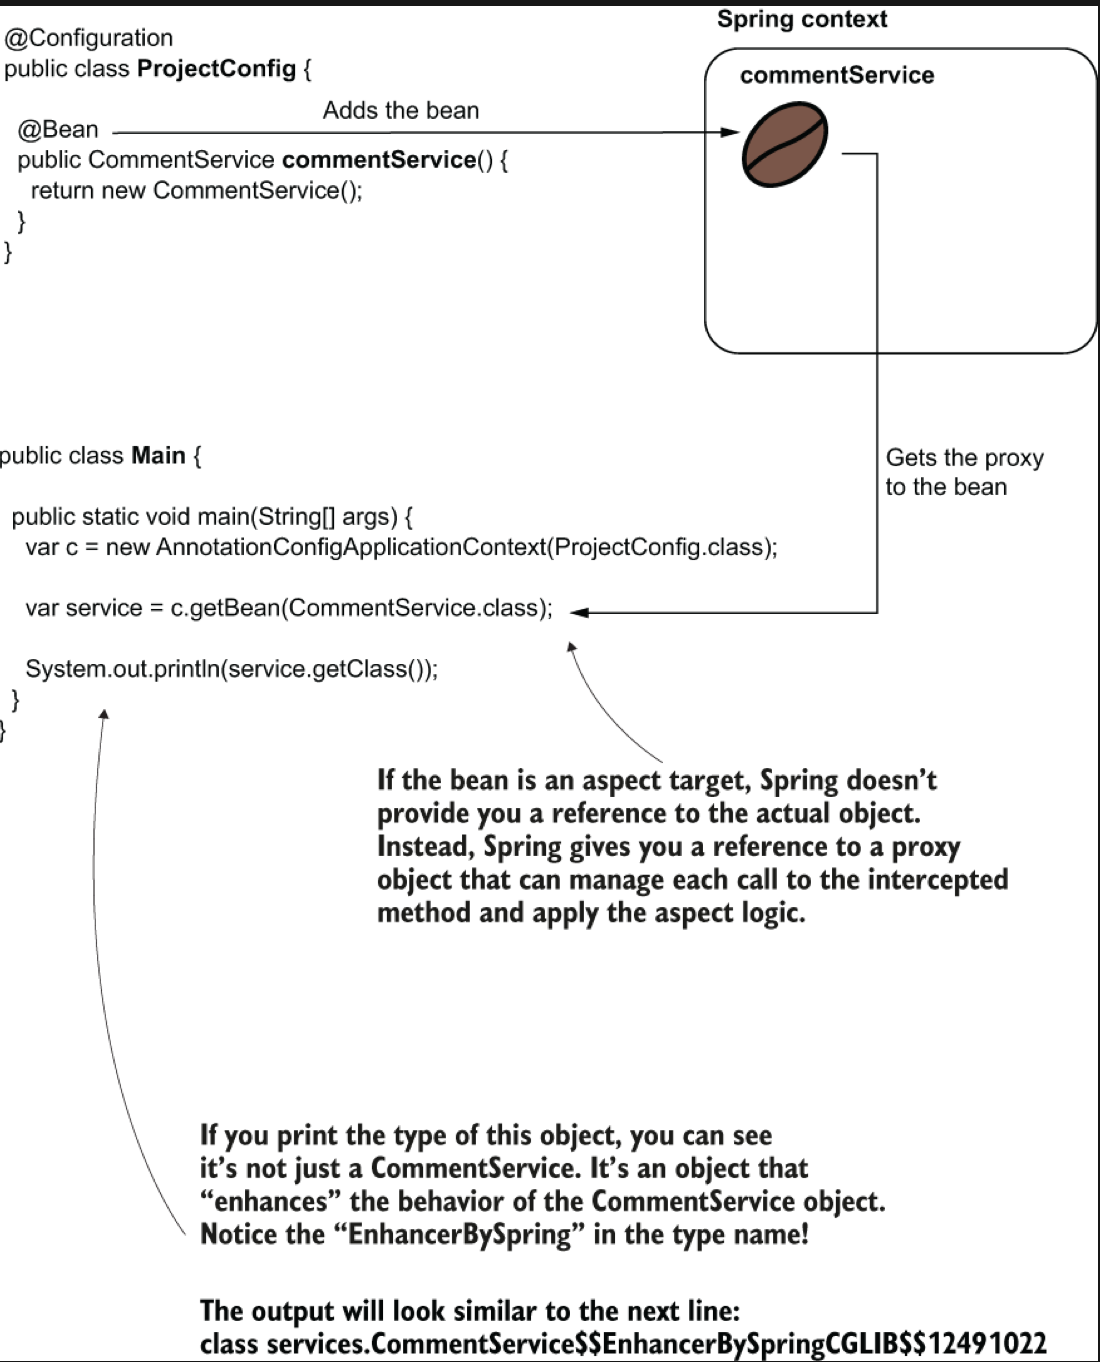 Spring context
@Configuration
public class ProjectConfig {
commentService
Adds the bean
@Bean
public CommentService commentService() {
return new CommentService();
}
}
public class Main {
Gets the proxy
to the bean
public static void main(String[] args) {
var c = new AnnotationConfigApplicationContext(ProjectConfig.class);
var service = c.getBean(CommentService.class);
System.out.println(service.getClass());
}
}
If the bean is an aspect target, Spring doesn’t
provide you a reference to the actual object.
Instead, Spring gives you a reference to a proxy
object that can manage each call to the intercepted
method and apply the aspect logic.
If you print the type of this object, you can see
it’s not just a CommentService. It’s an object that
“enhances” the behavior of the CommentService object.
Notice the “EnhancerBySpring” in the type name!
The output will look similar to the next line:
class services.CommentService$$EnhancerBySpringCGLIB$$12491022